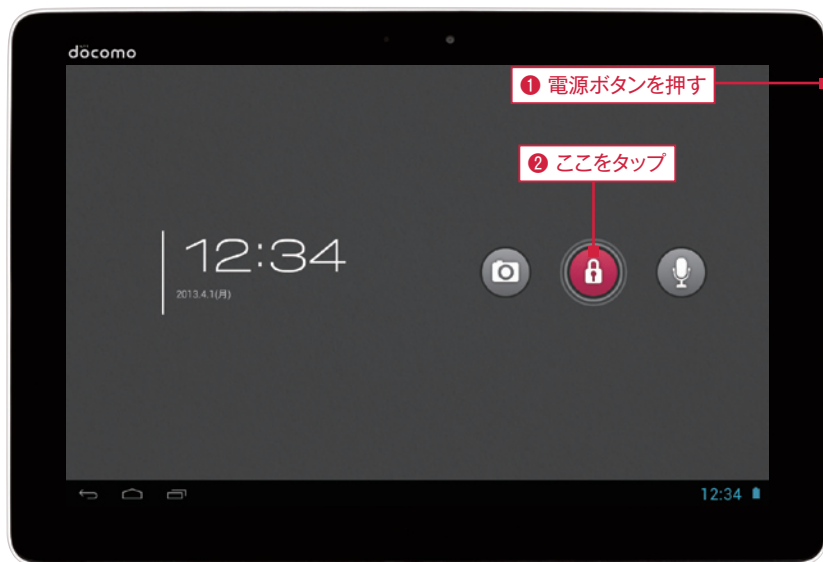 döcomo
❶ 電源ボタンを押す
❷ ここをタップ
12:34
2013.4.1(月)
12:34